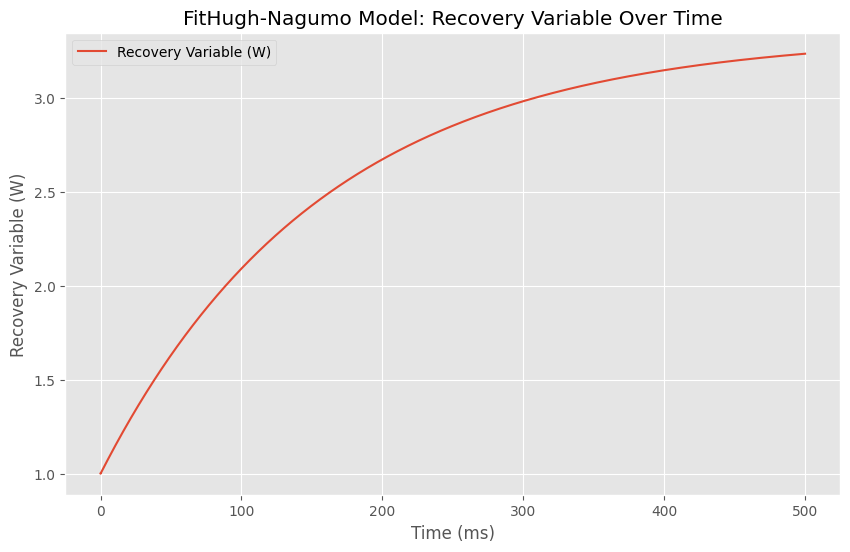 FitHugh-Nagumo Model: Recovery Variable Over Time
Recovery Variable (W)
Recovery Variable (W)
3.0
2.5
2.0
1.5
1.0
0 100 200 300 400 500
Time (ms)